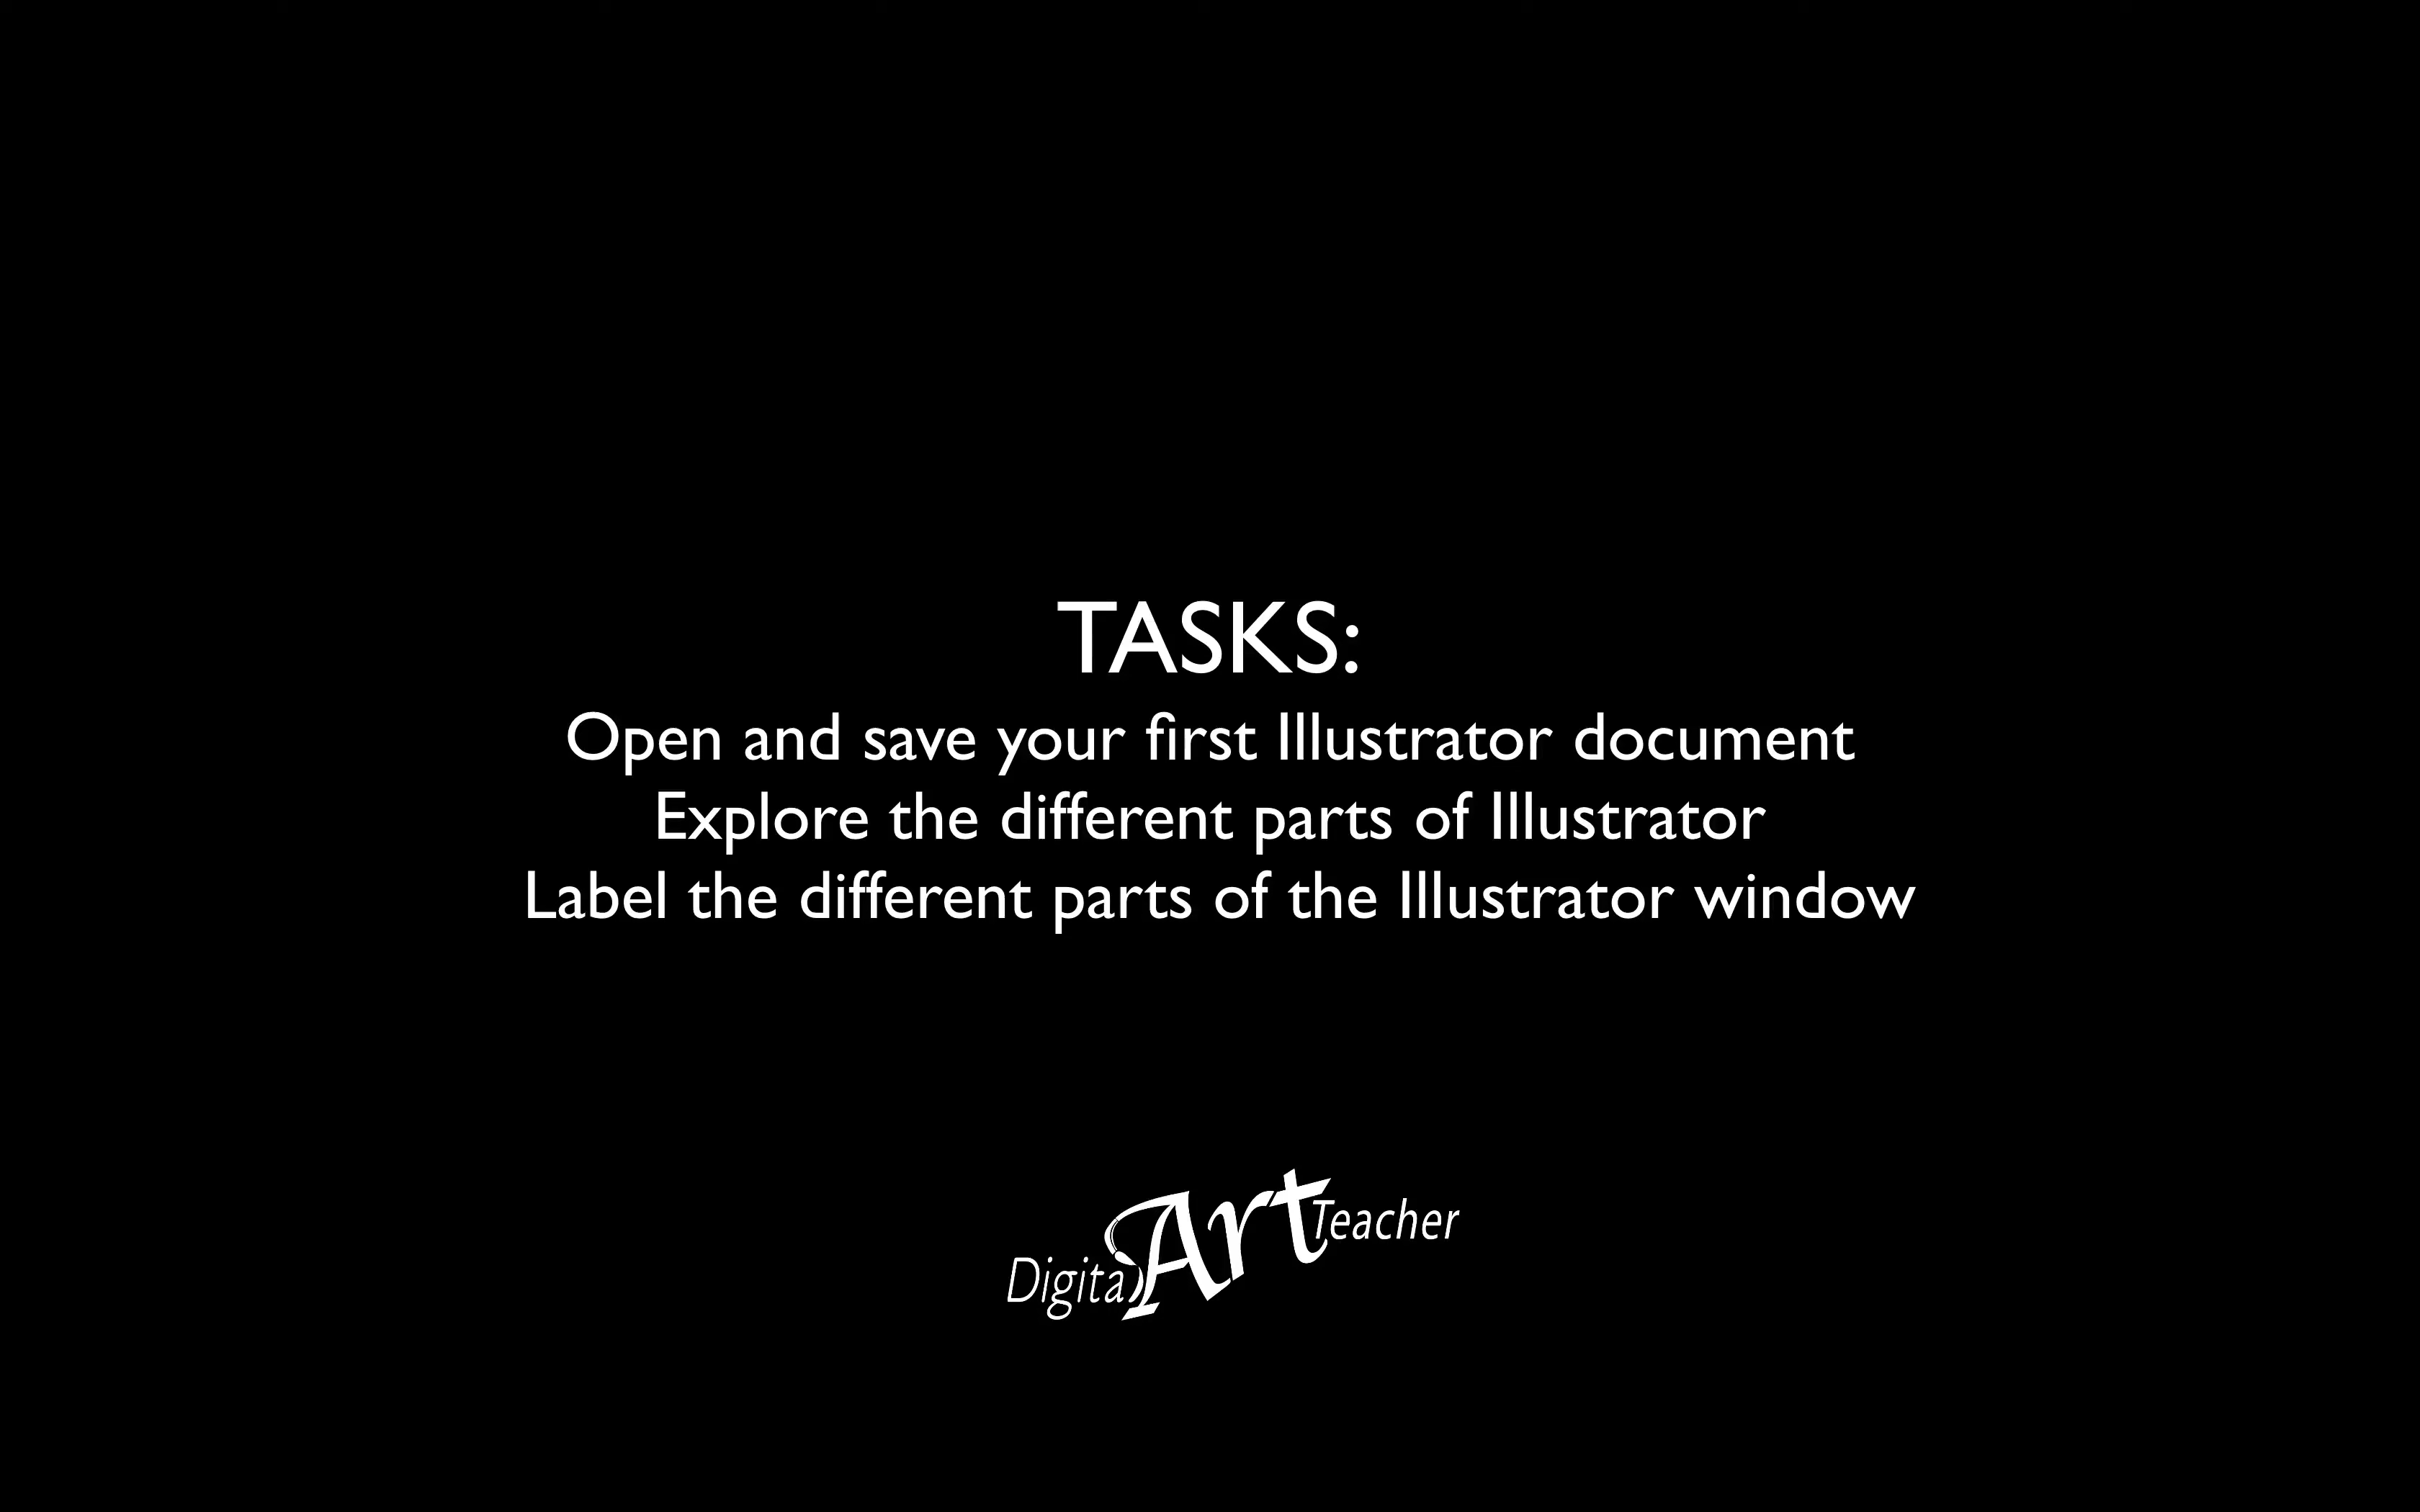 TASKS:
Open and save your first Illustrator document
Explore the different parts of Illustrator
Label the different parts of the Illustrator window
Digital Art Teacher